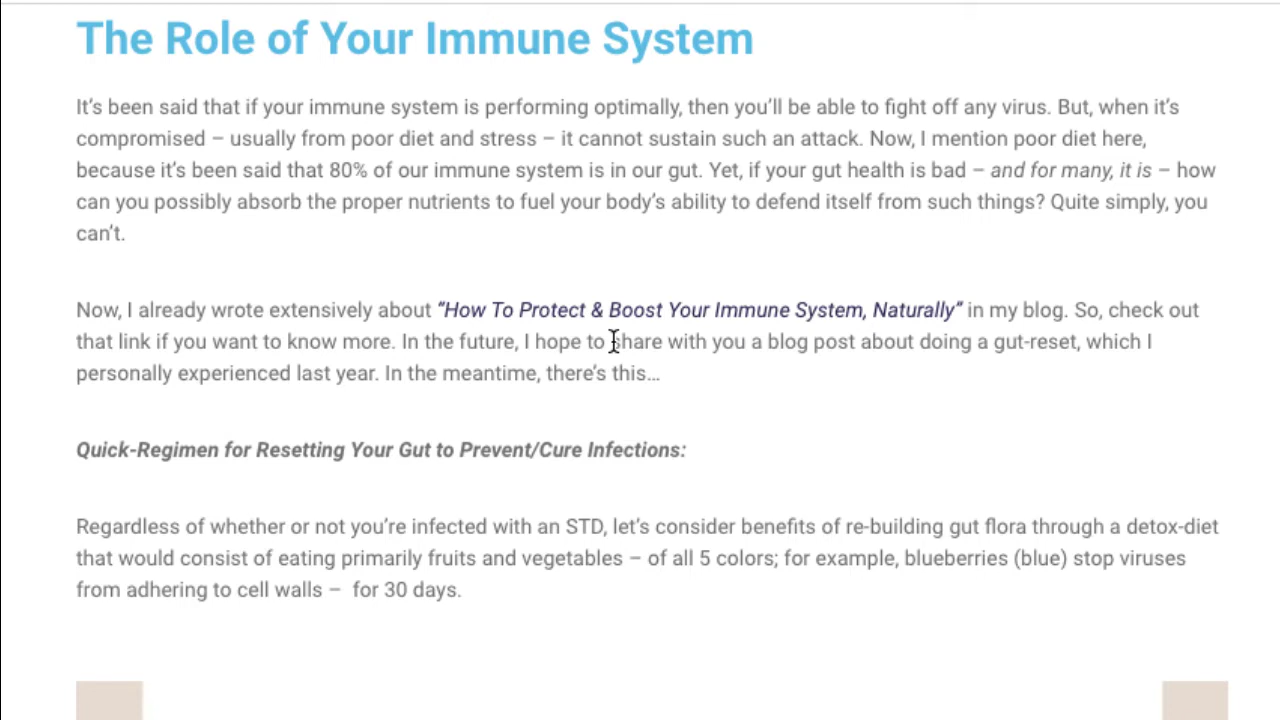 The Role of Your Immune System
It’s been said that if your immune system is performing optimally, then you’ll be able to fight off any virus. But, when it’s
compromised – usually from poor diet and stress – it cannot sustain such an attack. Now, I mention poor diet here,
because it’s been said that 80% of our immune system is in our gut. Yet, if your gut health is bad – and for many, it is – how
can you possibly absorb the proper nutrients to fuel your body’s ability to defend itself from such things? Quite simply, you
can’t.
Now, I already wrote extensively about “How To Protect & Boost Your Immune System, Naturally” in my blog. So, check out
that link if you want to know more. In the future, I hope to share with you a blog post about doing a gut-reset, which I
personally experienced last year. In the meantime, there’s this…
Quick-Regimen for Resetting Your Gut to Prevent/Cure Infections:
Regardless of whether or not you’re infected with an STD, let’s consider benefits of re-building gut flora through a detox-diet
that would consist of eating primarily fruits and vegetables – of all 5 colors; for example, blueberries (blue) stop viruses
from adhering to cell walls –  for 30 days.